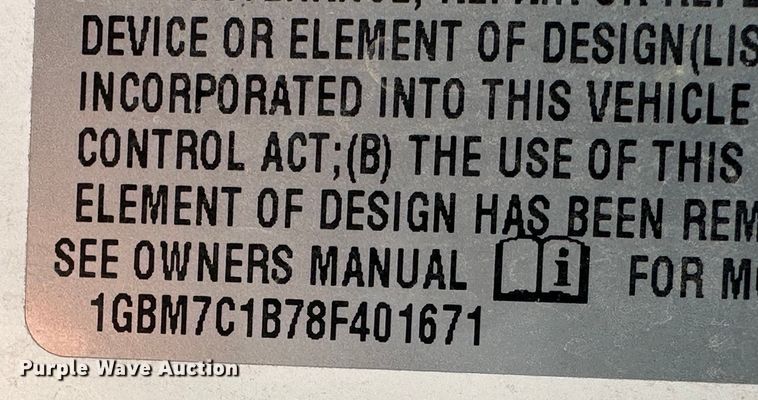 DEVICE OR ELEMENT OF DESIGN(LIS
INCORPORATED INTO THIS VEHICLE
CONTROL ACT;(B) THE USE OF THIS
ELEMENT OF DESIGN HAS BEEN REM
SEE OWNERS MANUAL i FOR MO
1GBM7C1B78F401671
Purple Wave Auction